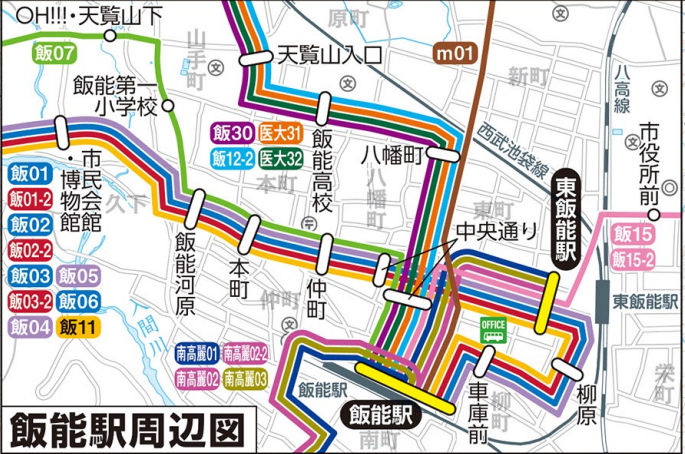 OH!!!・天覧山下
原町
東飯能駅
飯07
山手町
天覧山入口
m01
新町
八高線
飯能第一
小学校
西武池袋線
市役所前
飯30
医大31
飯12-2
医大32
飯能高校
八幡町
飯01
飯01-2
飯02
飯02-2
飯03
飯05
飯03-2
飯06
飯04
飯11
市民会館
・博物館
久下
本町
八幡町
東町
中央通り
飯15
飯15-2
飯能河原
本町
仲町
仲町
東飯能駅
入間川
OFFICE
南高麗01
南高麗02-2
南高麗02
南高麗03
飯能駅
飯能駅
車庫前
柳町
柳原
栄町
南町
飯能駅周辺図